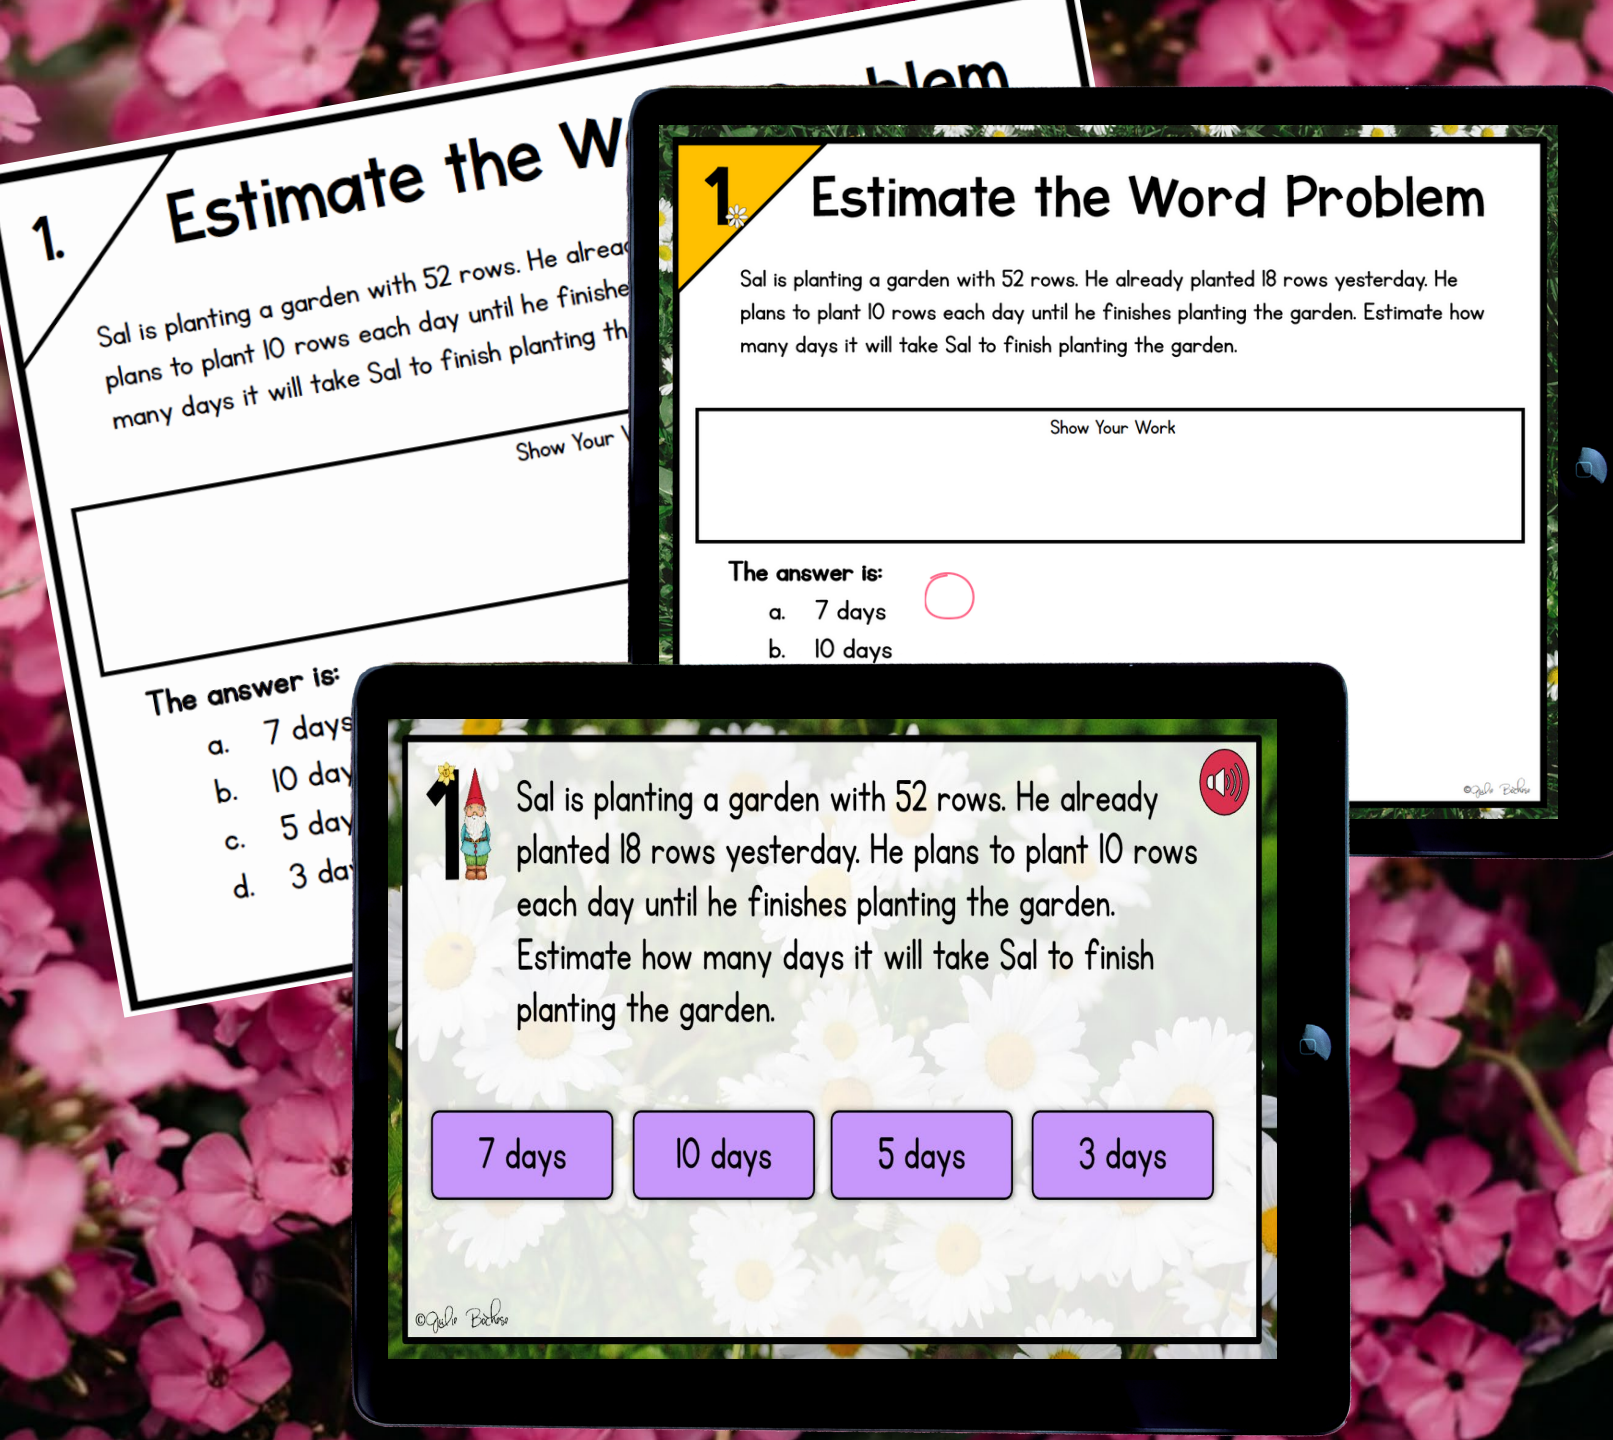 1.
Estimate the W
blem
Sal is planting a garden with 52 rows. He alread
plans to plant 10 rows each day until he finishe
many days it will take Sal to finish planting th
Show Your
The answer is:
a. 7 days
b. 10 day
c. 5 day
d. 3 da
1
Estimate the Word Problem
Sal is planting a garden with 52 rows. He already planted 18 rows yesterday. He
plans to plant 10 rows each day until he finishes planting the garden. Estimate how
many days it will take Sal to finish planting the garden.
Show Your Work
The answer is:
a. 7 days
b. 10 days
1
Sal is planting a garden with 52 rows. He already
planted 18 rows yesterday. He plans to plant 10 rows
each day until he finishes planting the garden.
Estimate how many days it will take Sal to finish
planting the garden.
7 days
10 days
5 days
3 days